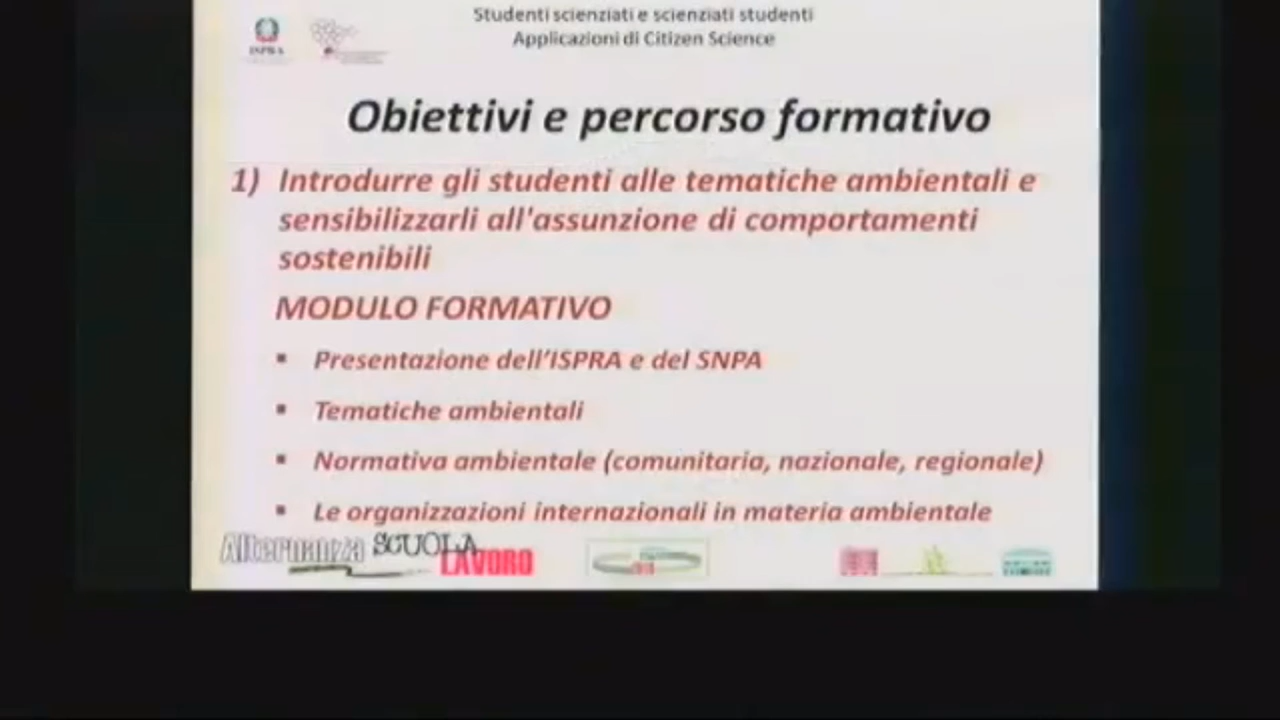 Studenti scienziati e scienziati studenti
Applicazioni di Citizen Science
ISPRA
Obiettivi e percorso formativo
1) Introdurre gli studenti alle tematiche ambientali e
sensibilizzarli all'assunzione di comportamenti
sostenibili
MODULO FORMATIVO
▪ Presentazione dell'ISPRA e del SNPA
▪ Tematiche ambientali
▪ Normativa ambientale (comunitaria, nazionale, regionale)
▪ Le organizzazioni internazionali in materia ambientale
Alternanza SCUOLA
LAVORO